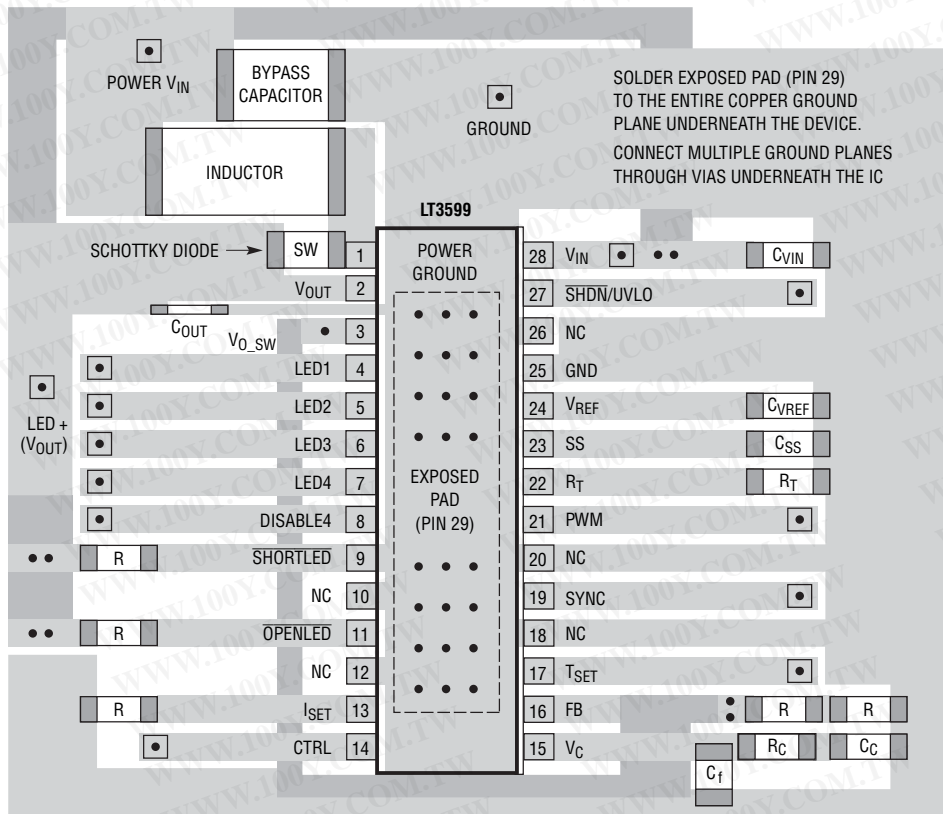 POWER VIN
BYPASS
CAPACITOR
GROUND
SOLDER EXPOSED PAD (PIN 29)
TO THE ENTIRE COPPER GROUND
PLANE UNDERNEATH THE DEVICE.
CONNECT MULTIPLE GROUND PLANES
THROUGH VIAS UNDERNEATH THE IC
INDUCTOR
LT3599
SCHOTTKY DIODE
SW
1
POWER
GROUND
28 VIN
CVIN
VOUT 2
27 SHDN/UVLO
COUT
VO_SW
3
26 NC
LED1 4
25 GND
LED +
(VOUT)
LED2 5
24 VREF
CVREF
LED3 6
23 SS
CSS
LED4 7
22 RT
RT
EXPOSED
PAD
(PIN 29)
DISABLE4 8
21 PWM
R
SHORTLED 9
20 NC
NC 10
19 SYNC
R
OPENLED 11
18 NC
NC 12
17 TSET
R
ISET 13
16 FB
R
R
CTRL 14
15 VC
RC
CC
Cf
WWW.100Y.COM.TW